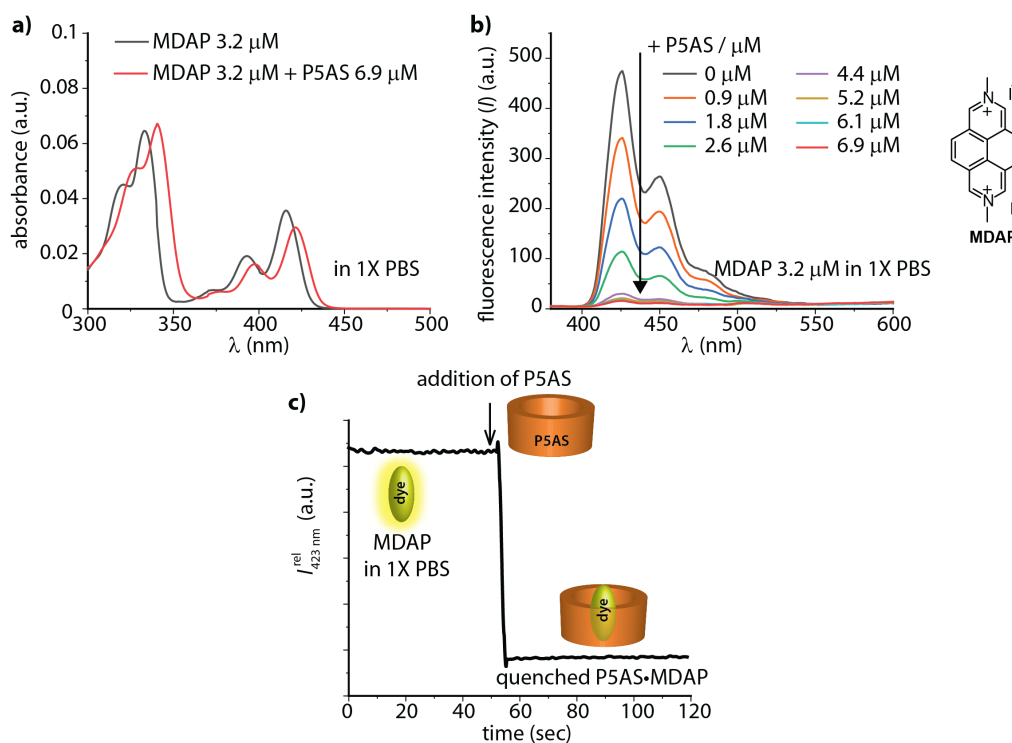 a)
MDAP 3.2 μM
MDAP 3.2 μM + P5AS 6.9 μM
in 1X PBS
absorbance (a.u.)
0.1
0.08
0.06
0.04
0.02
0
300 350 400 450 500
λ (nm)
b)
+ P5AS / μM
0 μM
0.9 μM
1.8 μM
2.6 μM
4.4 μM
5.2 μM
6.1 μM
6.9 μM
MDAP 3.2 μM in 1X PBS
fluorescence intensity (I) (a.u.)
500
400
300
200
100
0
400 450 500 550 600
λ (nm)
N
+
+
N
MDAP
c)
addition of P5AS
P5AS
dye
MDAP
in 1X PBS
dye
quenched P5AS•MDAP
I rel 423 nm (a.u.)
0 20 40 60 80 100 120
time (sec)